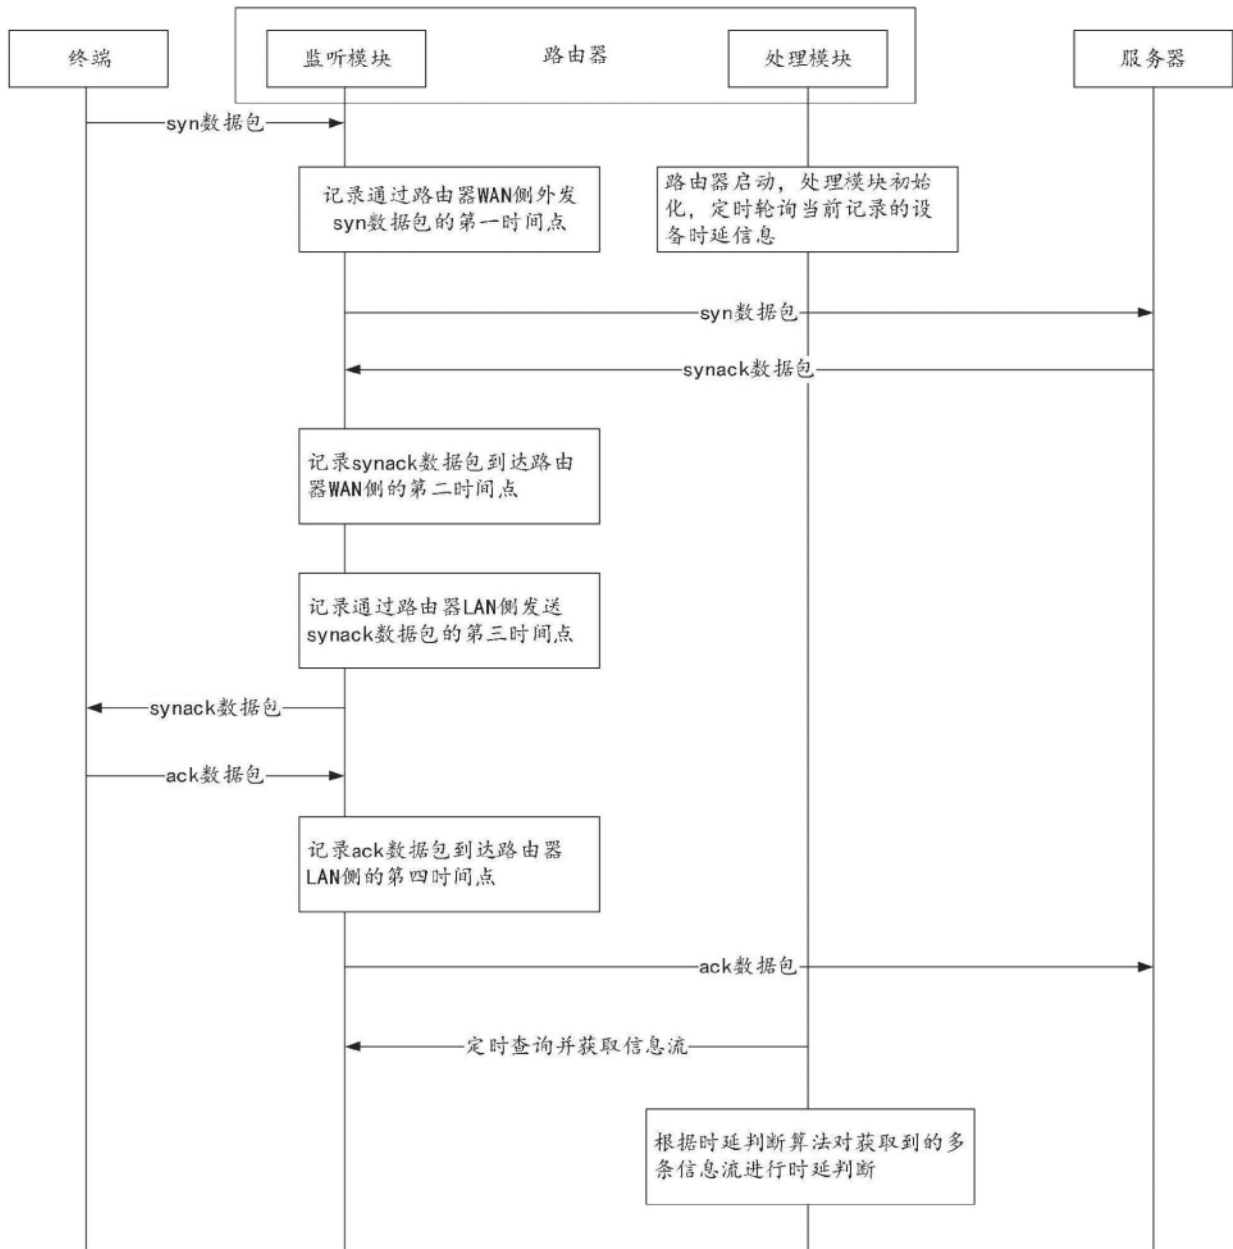 终端
监听模块
路由器
处理模块
服务器
syn数据包
记录通过路由器WAN侧外发
syn数据包的第一时间点
路由器启动，处理模块初始
化，定时轮询当前记录的设
备时延信息
syn数据包
synack数据包
记录synack数据包到达路由
器WAN侧的第二时间点
记录通过路由器LAN侧发送
synack数据包的第三时间点
synack数据包
ack数据包
记录ack数据包到达路由器
LAN侧的第四时间点
ack数据包
定时查询并获取信息流
根据时延判断算法对获取到的多
条信息流进行时延判断